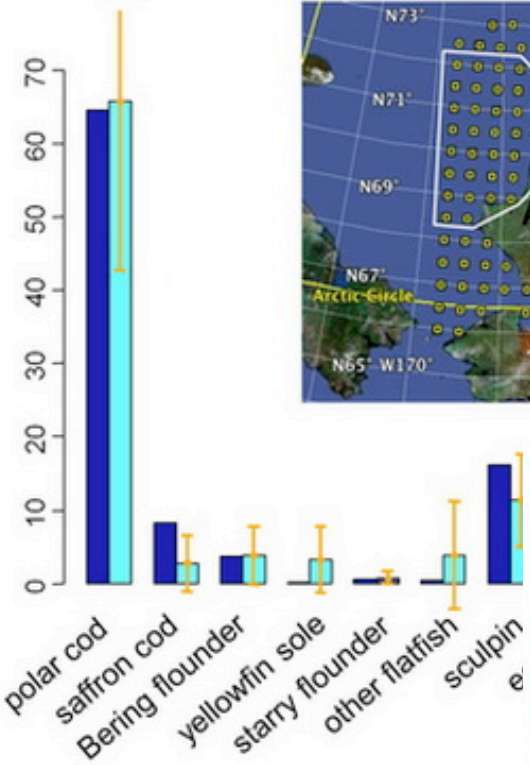 N73°
70
N71°
60
N69°
50
N67°
40
Arctic Circle
30
N65° W170°
20
10
0
polar cod
saffron cod
Bering flounder
yellowfin sole
starry flounder
other flatfish
sculpin